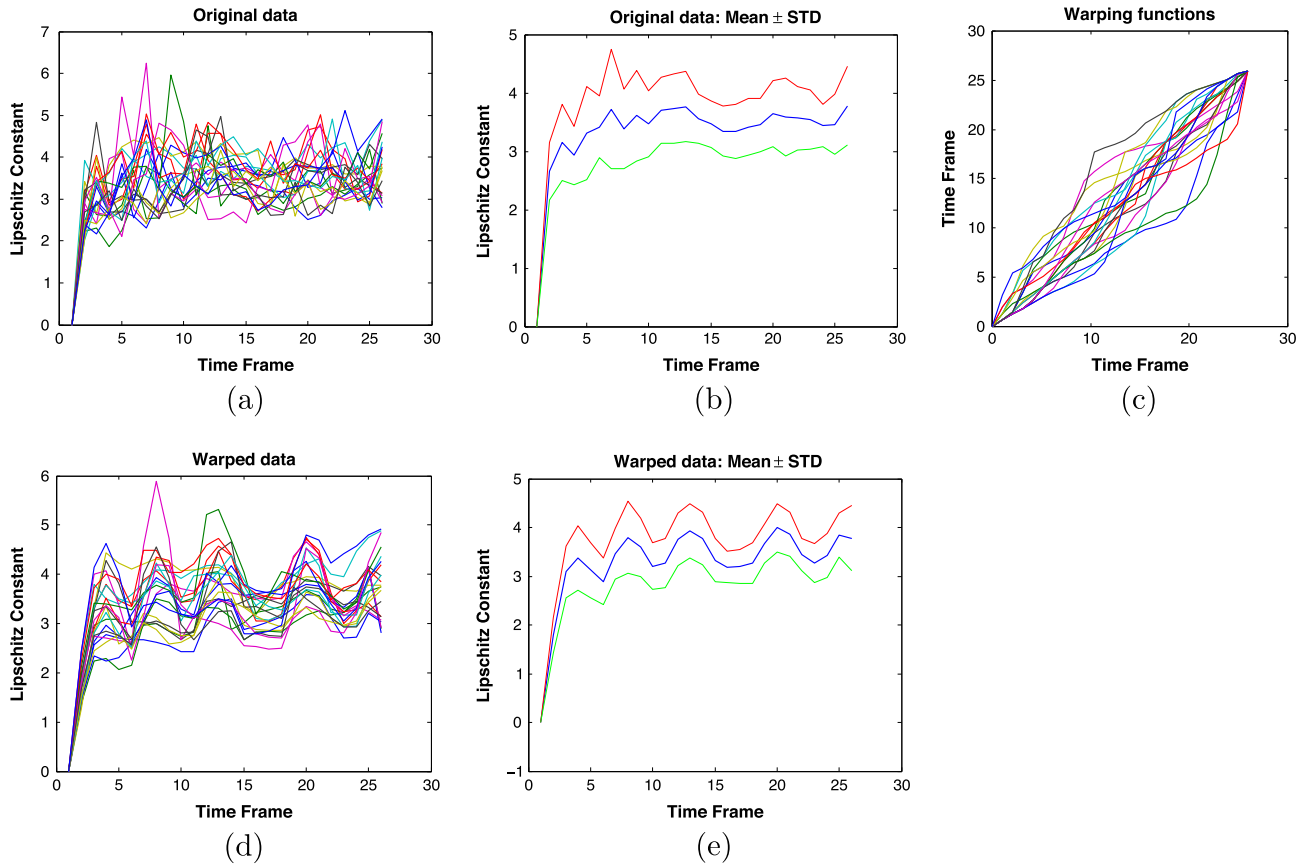 Original data
Lipschitz Constant
7
6
5
4
3
2
1
0
0 5 10 15 20 25 30
Time Frame
(a)
Original data: Mean ± STD
Lipschitz Constant
5
4
3
2
1
0
0 5 10 15 20 25 30
Time Frame
(b)
Warping functions
Time Frame
30
25
20
15
10
5
0
0 10 20 30
Time Frame
(c)
Warped data
Lipschitz Constant
6
5
4
3
2
1
0
0 5 10 15 20 25 30
Time Frame
(d)
Warped data: Mean ± STD
Lipschitz Constant
5
4
3
2
1
0
−1
0 5 10 15 20 25 30
Time Frame
(e)